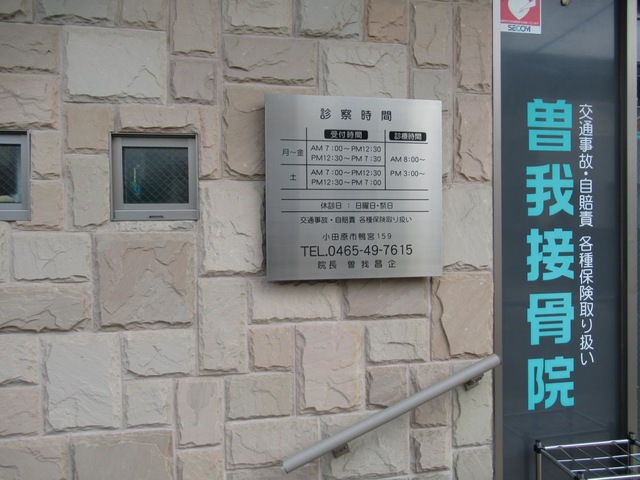 診察時間
受付時間 診療時間
月～金 AM 7:00～PM12:30 AM 8:00～
PM12:30～PM 7:30
土 AM 7:00～PM12:30 PM 3:00～
PM12:30～PM 7:00
休診日 : 日曜日・祭日
交通事故・自賠責 各種保険取り扱い
小田原市鴨宮159
TEL.0465-49-7615
院長 曽我昌企
SECOM
曽我接骨院
交通事故・自賠責 各種保険取り扱い